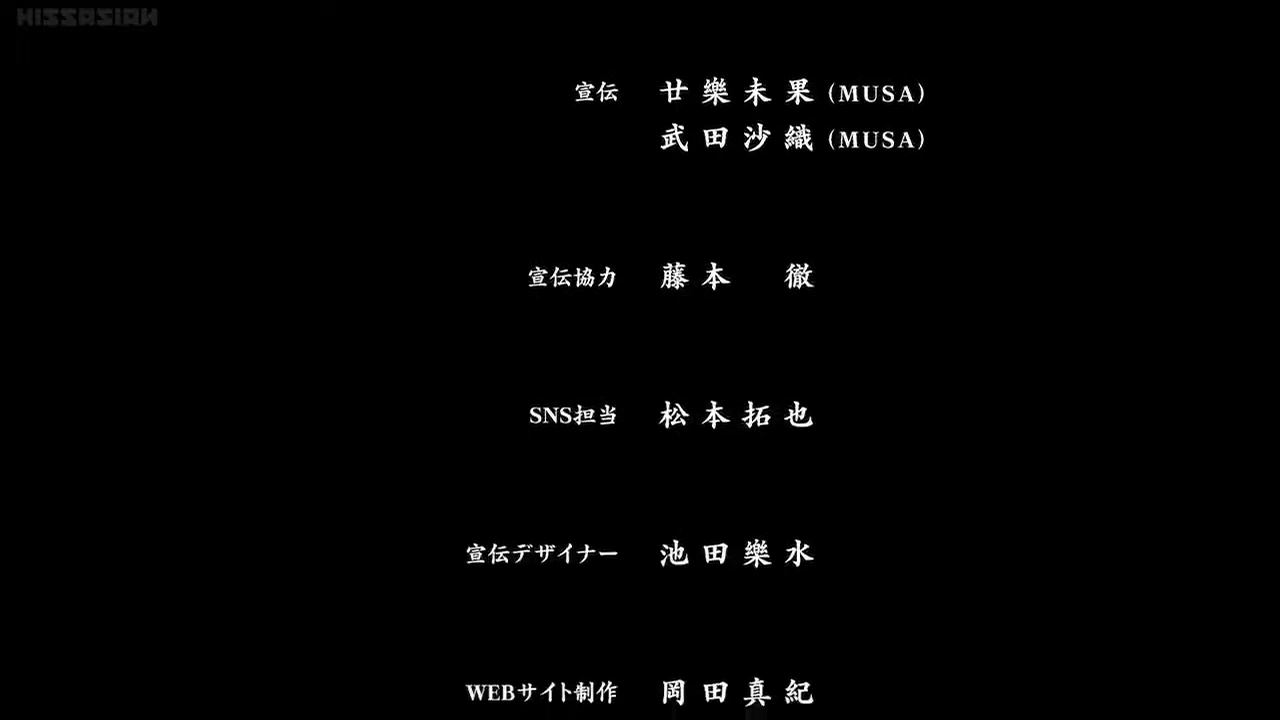 HISSASIAN
宣伝 廿樂未果(MUSA)
武田沙織(MUSA)
宣伝協力 藤本 徹
SNS担当 松本拓也
宣伝デザイナー 池田樂水
WEBサイト制作 岡田真紀